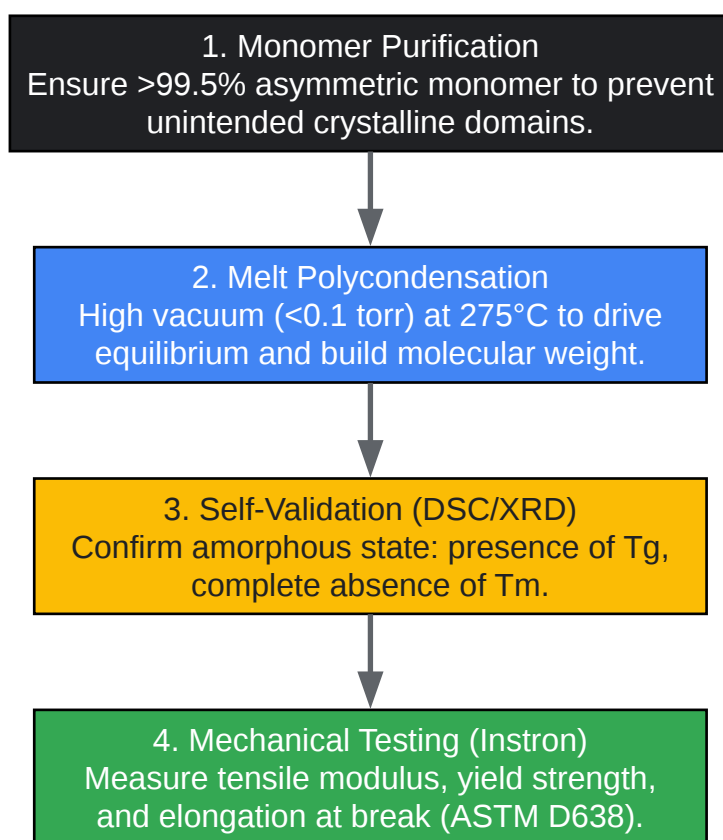 1. Monomer Purification
Ensure >99.5% asymmetric monomer to prevent
unintended crystalline domains.
2. Melt Polycondensation
High vacuum (<0.1 torr) at 275°C to drive
equilibrium and build molecular weight.
3. Self-Validation (DSC/XRD)
Confirm amorphous state: presence of Tg,
complete absence of Tm.
4. Mechanical Testing (Instron)
Measure tensile modulus, yield strength,
and elongation at break (ASTM D638).